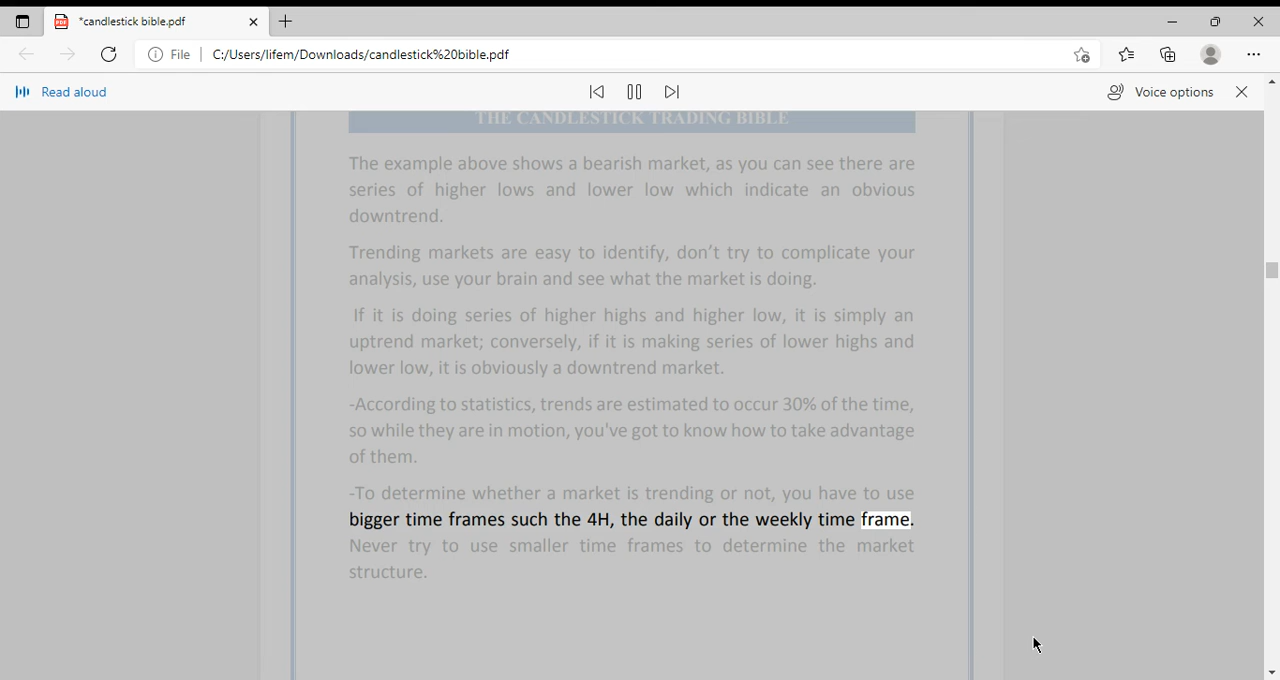 *candlestick bible.pdf
File
C:/Users/lifem/Downloads/candlestick%20bible.pdf
Read aloud
Voice options
THE CANDLESTICK TRADING BIBLE
The example above shows a bearish market, as you can see there are
series of higher lows and lower low which indicate an obvious
downtrend.
Trending markets are easy to identify, don't try to complicate your
analysis, use your brain and see what the market is doing.
If it is doing series of higher highs and higher low, it is simply an
uptrend market; conversely, if it is making series of lower highs and
lower low, it is obviously a downtrend market.
-According to statistics, trends are estimated to occur 30% of the time,
so while they are in motion, you've got to know how to take advantage
of them.
-To determine whether a market is trending or not, you have to use
bigger time frames such the 4H, the daily or the weekly time frame.
Never try to use smaller time frames to determine the market
structure.